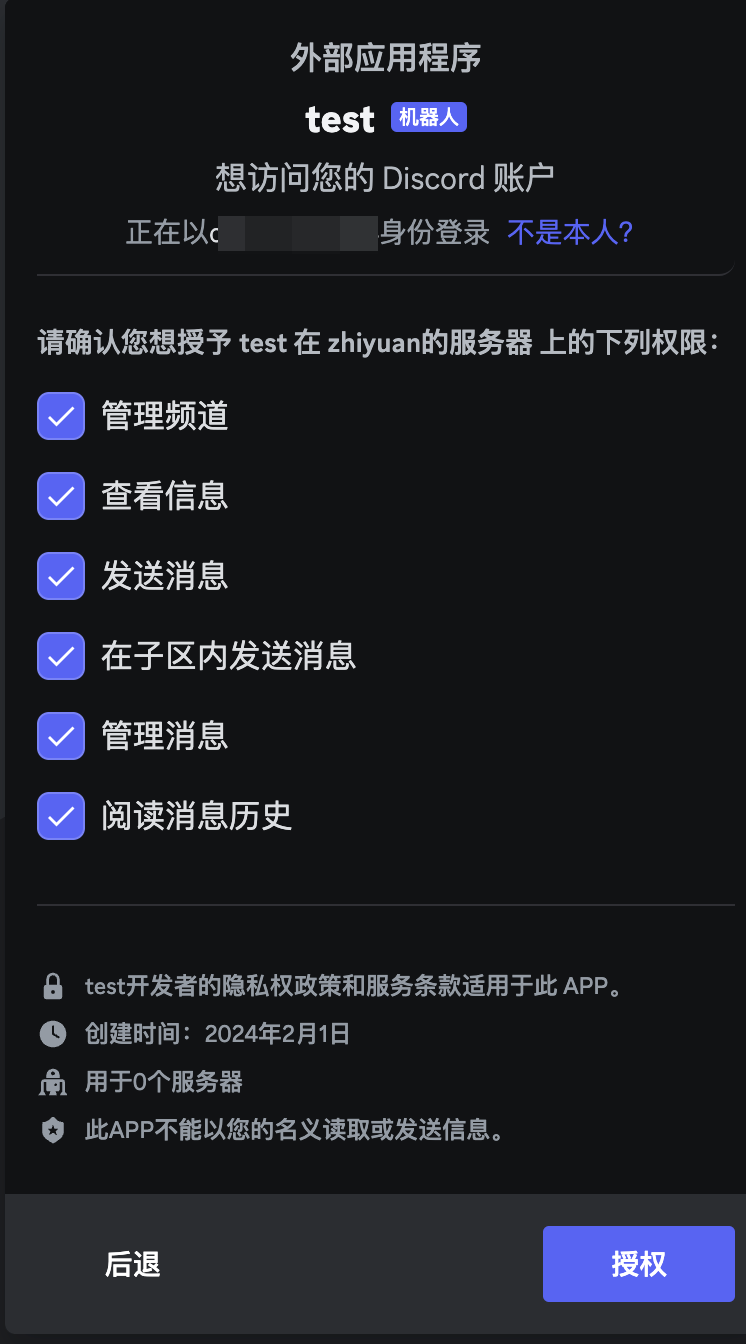 外部应用程序
test 机器人
想访问您的 Discord 账户
正在以 身份登录 不是本人?
请确认您想授予 test 在 zhiyuan的服务器 上的下列权限：
管理频道
查看信息
发送消息
在子区内发送消息
管理消息
阅读消息历史
test开发者的隐私权政策和服务条款适用于此 APP。
创建时间：2024年2月1日
用于0个服务器
此APP不能以您的名义读取或发送信息。
后退 授权